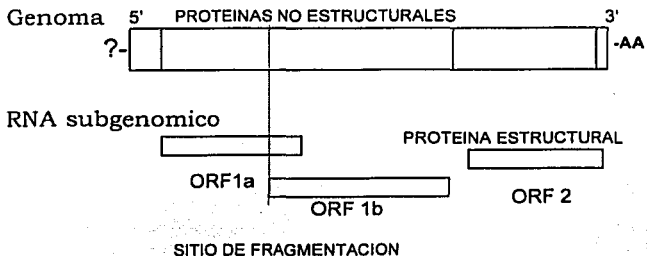 Genoma 5' PROTEINAS NO ESTRUCTURALES 3'
?- -AA
RNA subgenomico
PROTEINA ESTRUCTURAL
ORF1a
ORF 1b
ORF 2
SITIO DE FRAGMENTACION